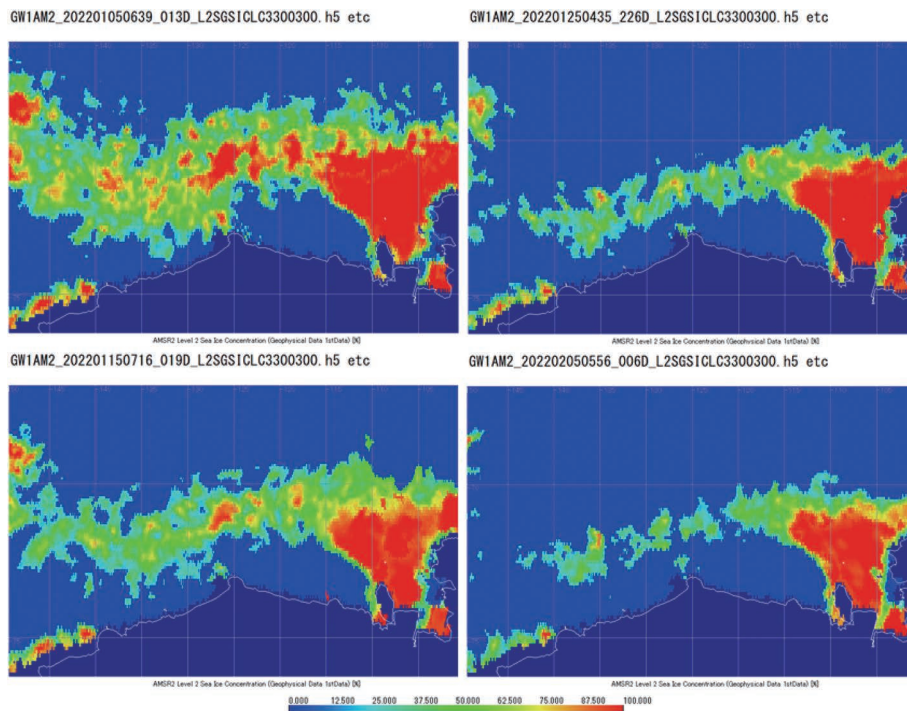 GW1AM2_202201050639_013D_L2SGSICLC3300300.h5 etc
GW1AM2_202201250435_226D_L2SGSICLC3300300.h5 etc
AMSR2 Level 2 Sea Ice Concentration (Geophysical Data 1stData) [%]
AMSR2 Level 2 Sea Ice Concentration (Geophysical Data 1stData) [%]
GW1AM2_202201150716_019D_L2SGSICLC3300300.h5 etc
GW1AM2_202202050556_006D_L2SGSICLC3300300.h5 etc
AMSR2 Level 2 Sea Ice Concentration (Geophysical Data 1stData) [%]
AMSR2 Level 2 Sea Ice Concentration (Geophysical Data 1stData) [%]
0.000 12.500 25.000 37.500 50.000 62.500 75.000 87.500 100.000